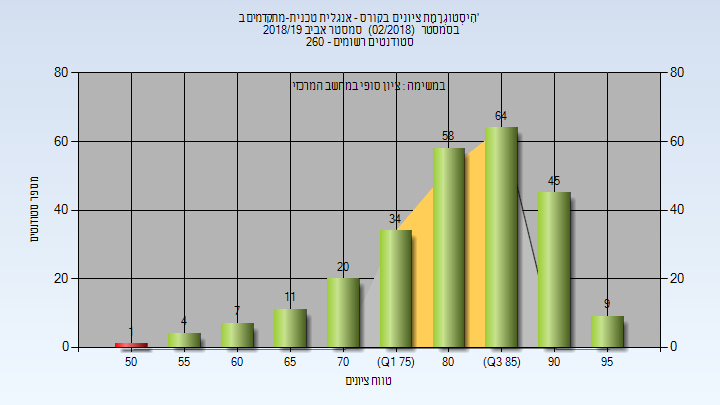 היסטוגרמת ציונים בקורס - אנגלית טכנית-מתקדמים ב'
בסמסטר (02/2018) סמסטר אביב 2018/19
סטודנטים רשומים - 260
במשימה : ציון סופי במחשב המרכזי
80 80
60 60
40 40
20 20
0 0
1 4 7 11 20 34 58 64 45 9
50 55 60 65 70 (Q1 75) 80 (Q3 85) 90 95
מספר סטודנטים
טווח ציונים